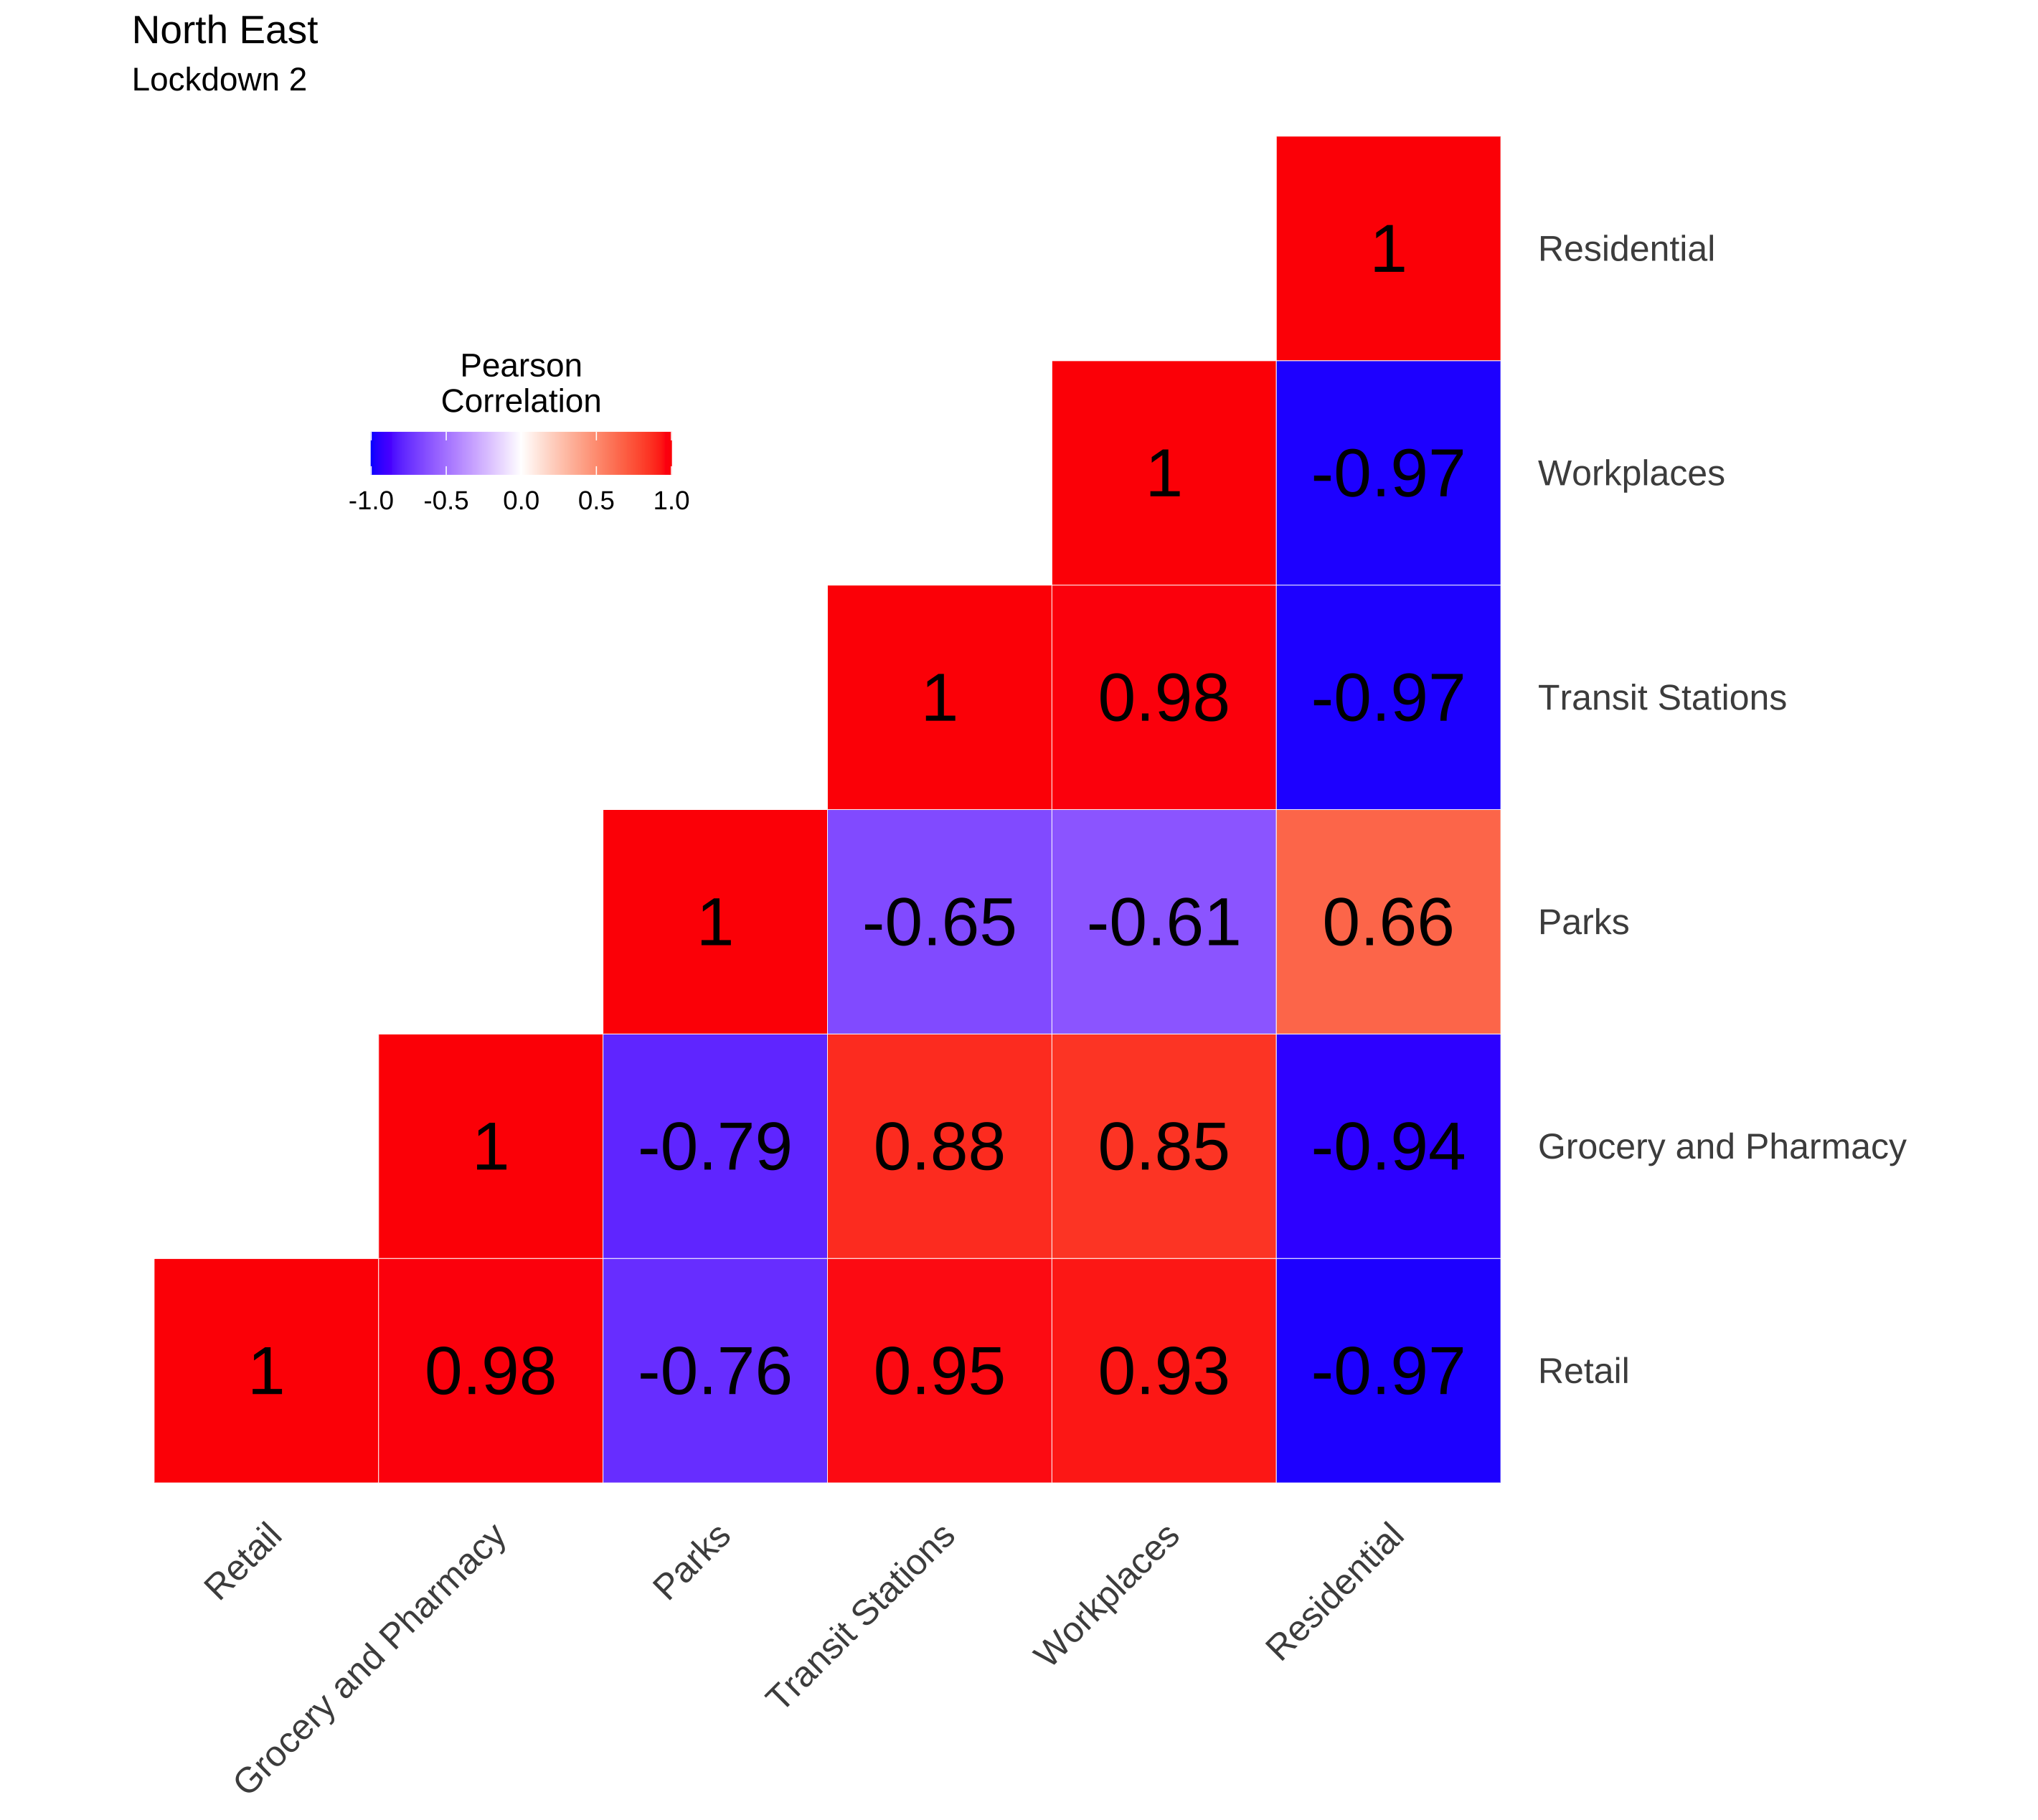 North East
Lockdown 2
Pearson
Correlation
-1.0 -0.5 0.0 0.5 1.0
1 Residential
1 -0.97 Workplaces
1 0.98 -0.97 Transit Stations
1 -0.65 -0.61 0.66 Parks
1 -0.79 0.88 0.85 -0.94 Grocery and Pharmacy
1 0.98 -0.76 0.95 0.93 -0.97 Retail
Retail
Grocery and Pharmacy
Parks
Transit Stations
Workplaces
Residential